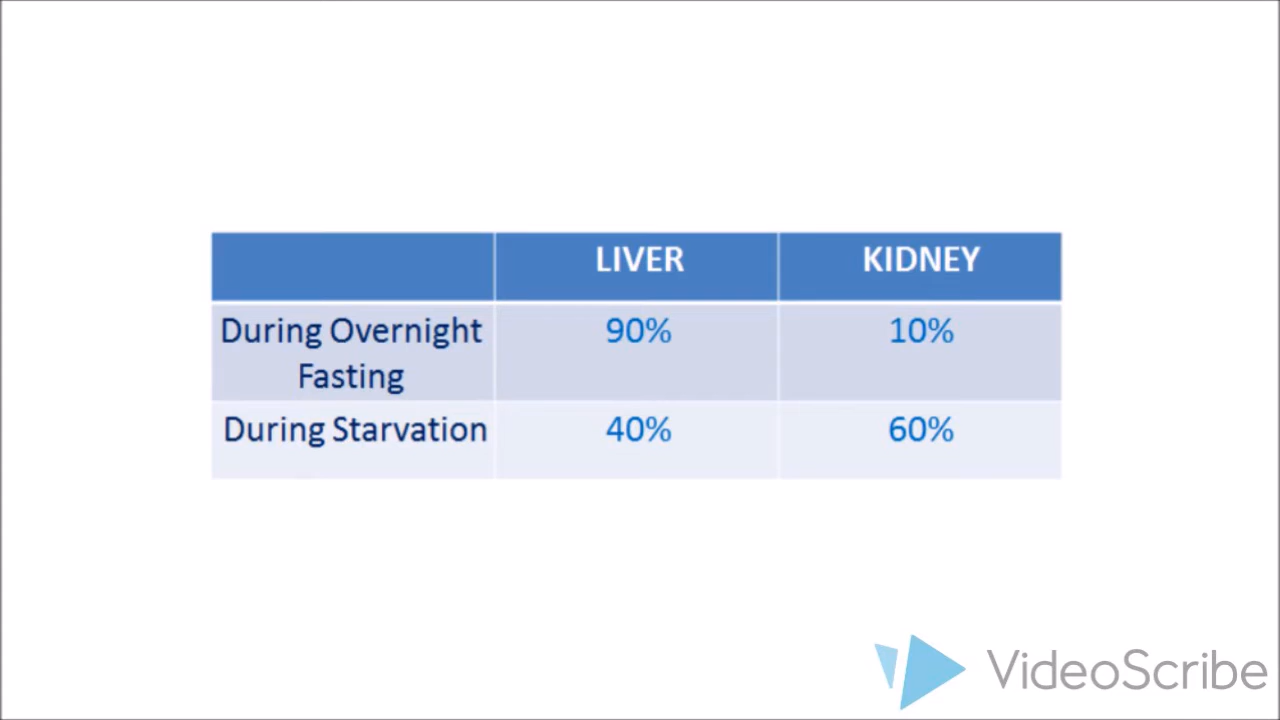 LIVER KIDNEY
During Overnight Fasting 90% 10%
During Starvation 40% 60%
VideoScribe